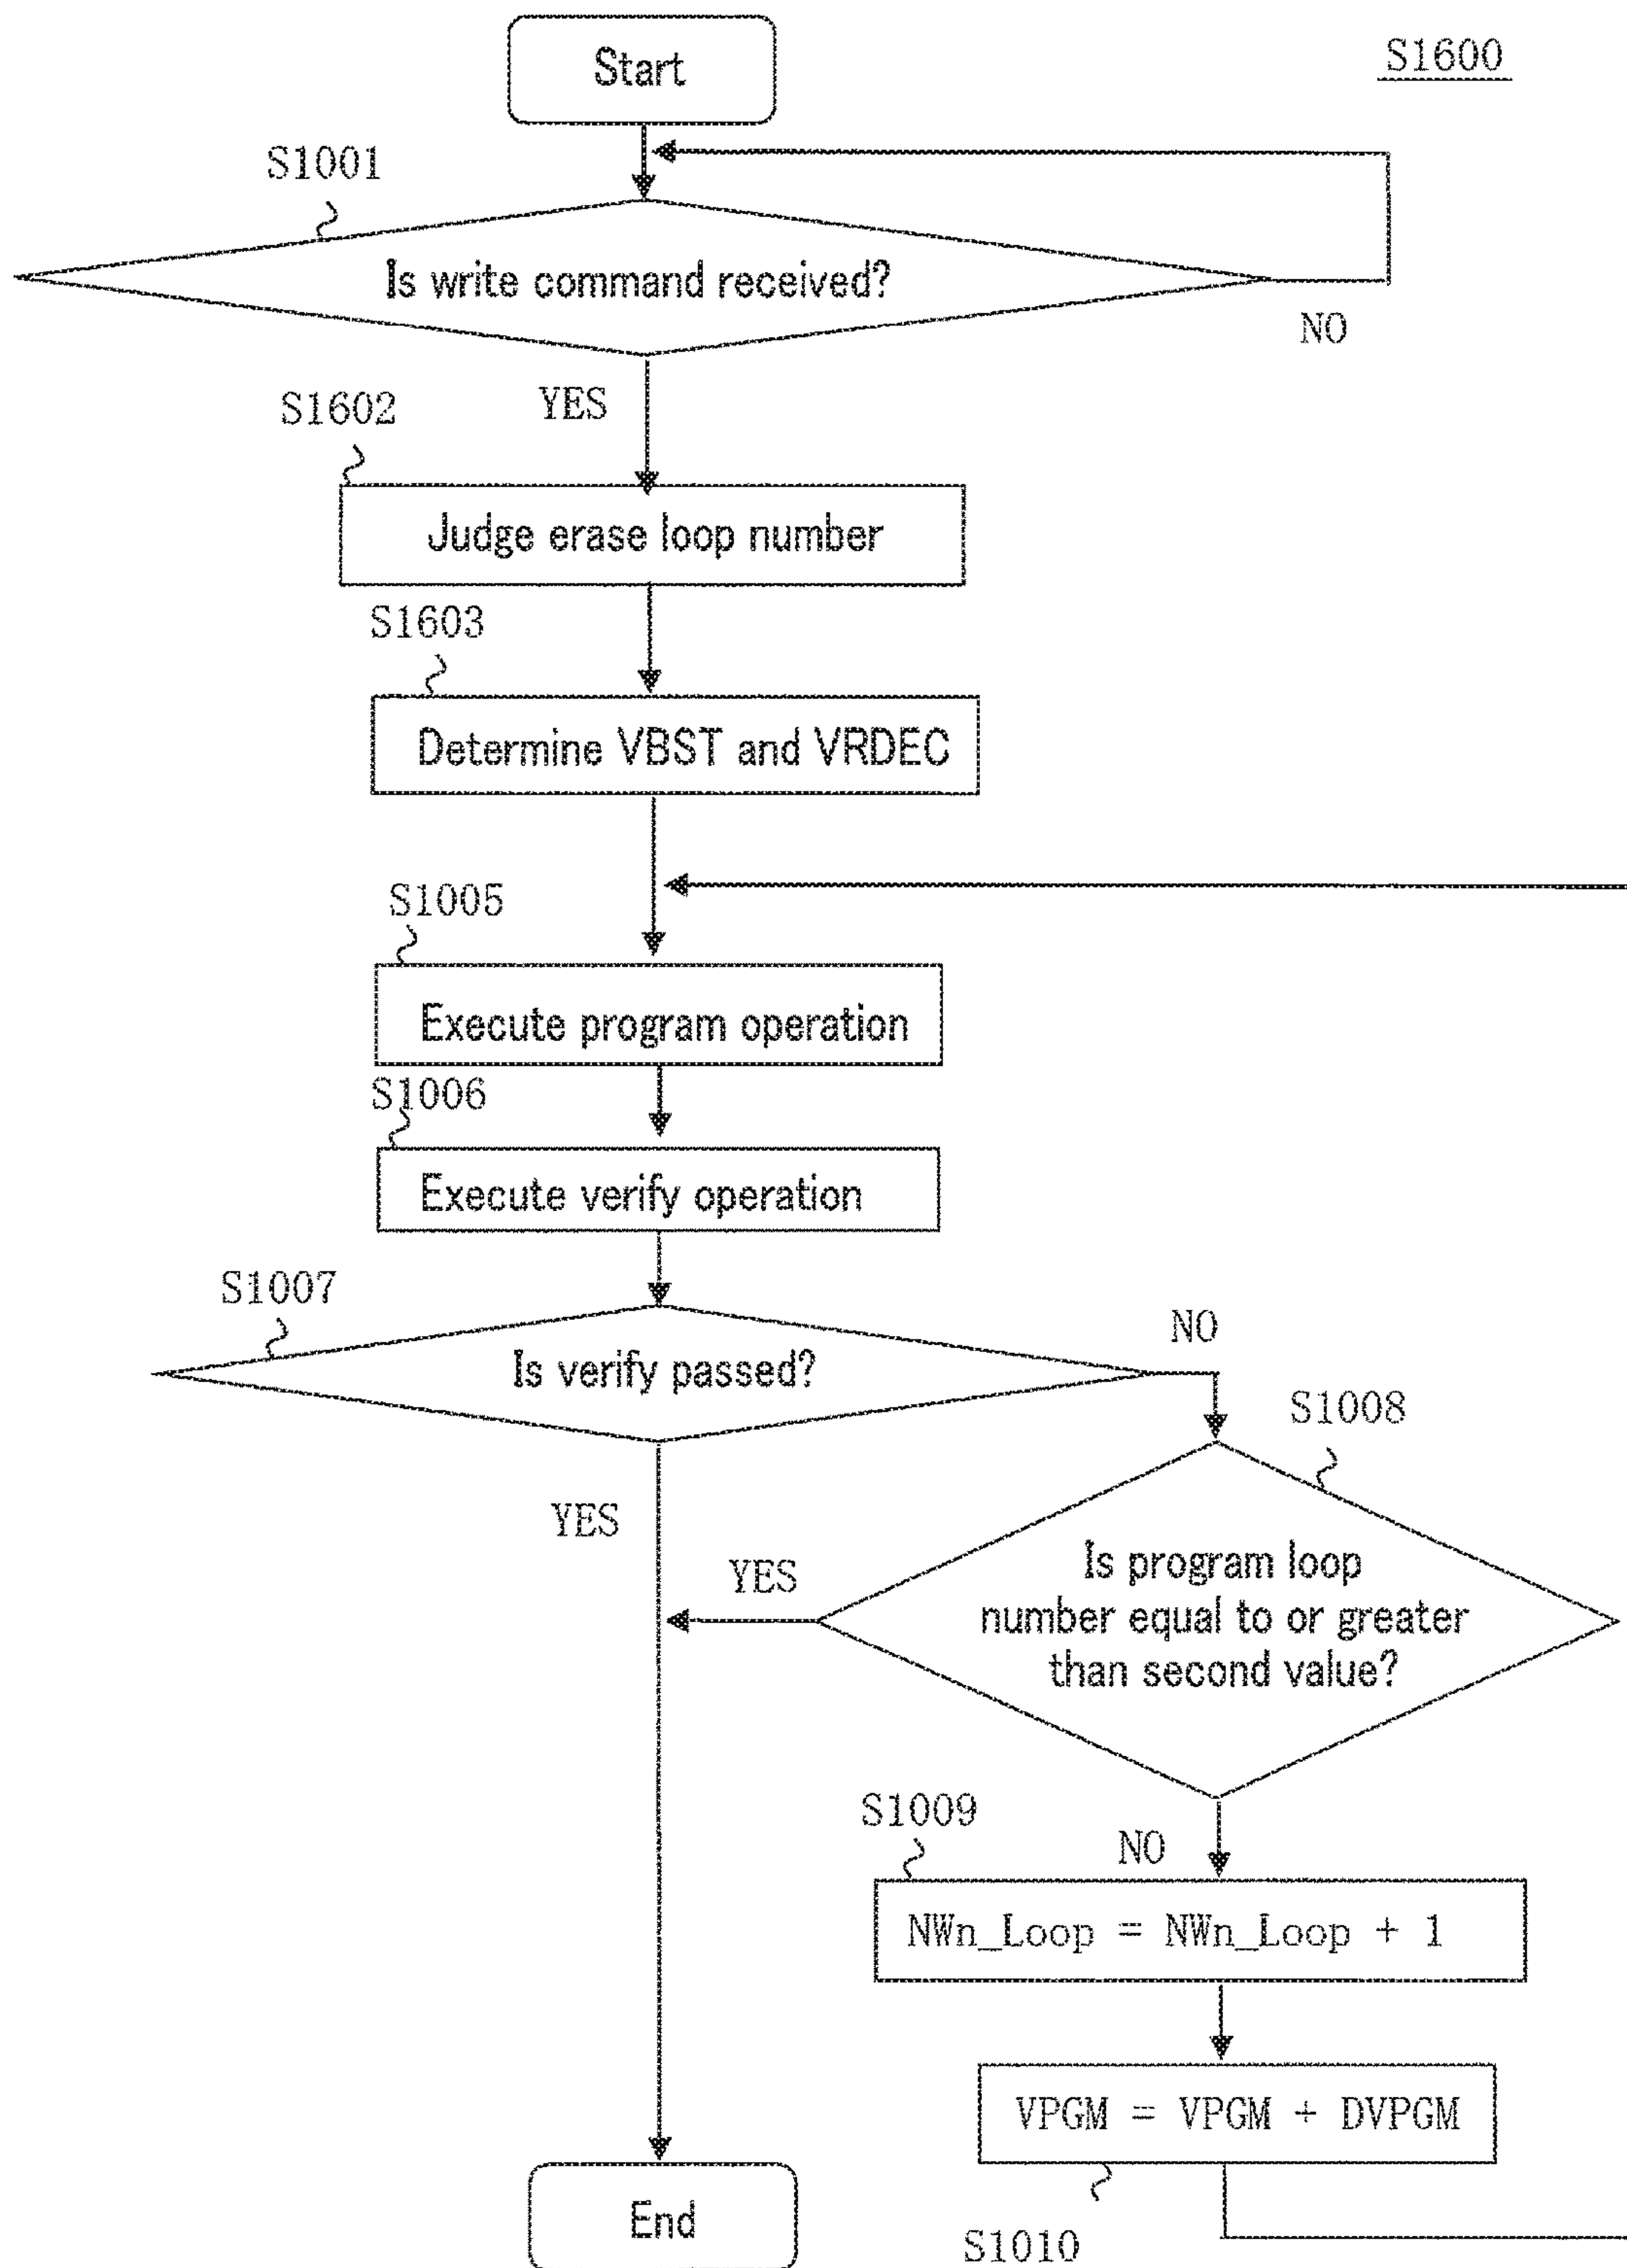 Start
S1600
S1001
Is write command received?
NO
YES
S1602
Judge erase loop number
S1603
Determine VBST and VRDEC
S1005
Execute program operation
S1006
Execute verify operation
S1007
Is verify passed?
NO
S1008
YES
YES
Is program loop
number equal to or greater
than second value?
S1009
NO
NWn_Loop = NWn_Loop + 1
VPGM = VPGM + DVPGM
End
S1010